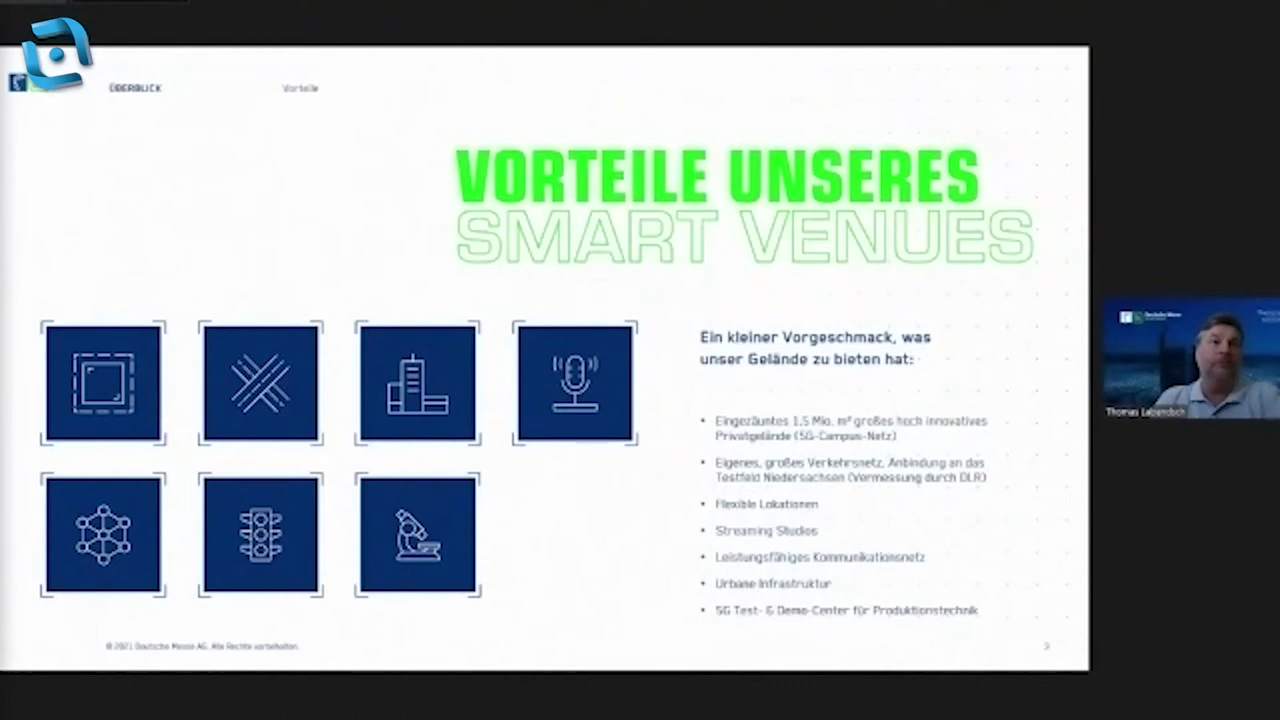 ÜBERBLICK
Vorteile
VORTEILE UNSERES
SMART VENUES
Ein kleiner Vorgeschmack, was
unser Gelände zu bieten hat:
• Eingezäuntes 1,5 Mio. m² großes hoch innovatives
Privatgelände (5G-Campus-Netz)
• Eigenes, großes Verkehrsnetz, Anbindung an das
Testfeld Niedersachsen (Vermessung durch DLR)
• Flexible Lokationen
• Streaming Studios
• Leistungsfähiges Kommunikationsnetz
• Urbane Infrastruktur
• 5G Test- & Demo-Center für Produktionstechnik
© 2021 Deutsche Messe AG. Alle Rechte vorbehalten.
3
Deutsche Messe
Thomas